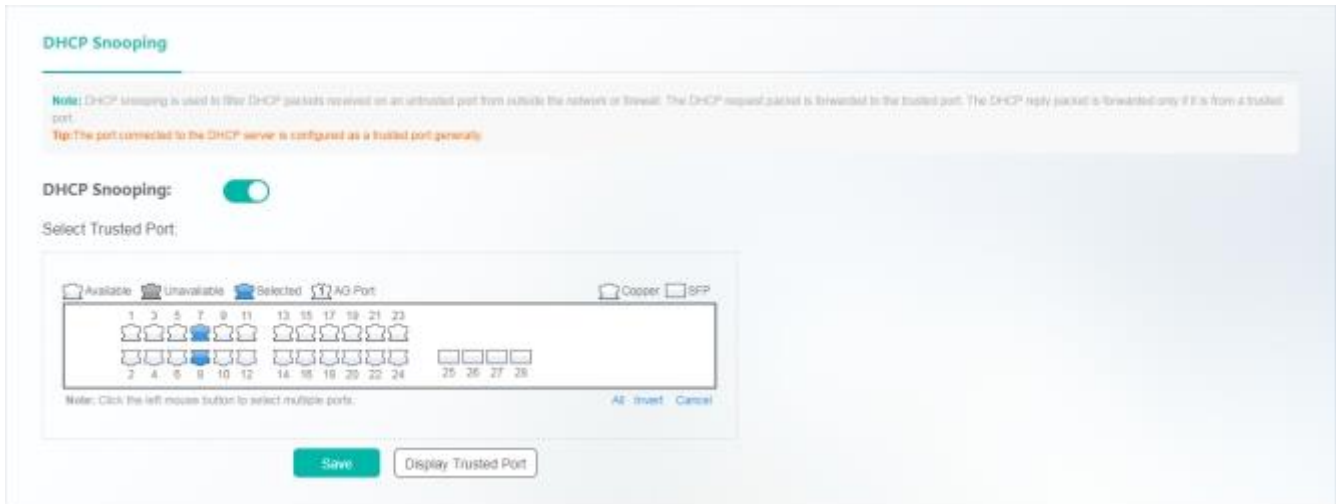 DHCP Snooping
Note: DHCP snooping is used to filter DHCP packets received on an untrusted port from outside the network or firewall. The DHCP request packet is forwarded to the trusted port. The DHCP reply packet is forwarded only if it is from a trusted
port.
Tip:The port connected to the DHCP server is configured as a trusted port generally.
DHCP Snooping:
Select Trusted Port:
Available Unavailable Selected 1 AG Port Copper SFP
1 3 5 7 9 11 13 15 17 19 21 23
2 4 6 8 10 12 14 16 18 20 22 24 25 26 27 28
Note: Click the left mouse button to select multiple ports. All Invert Cancel
Save Display Trusted Port